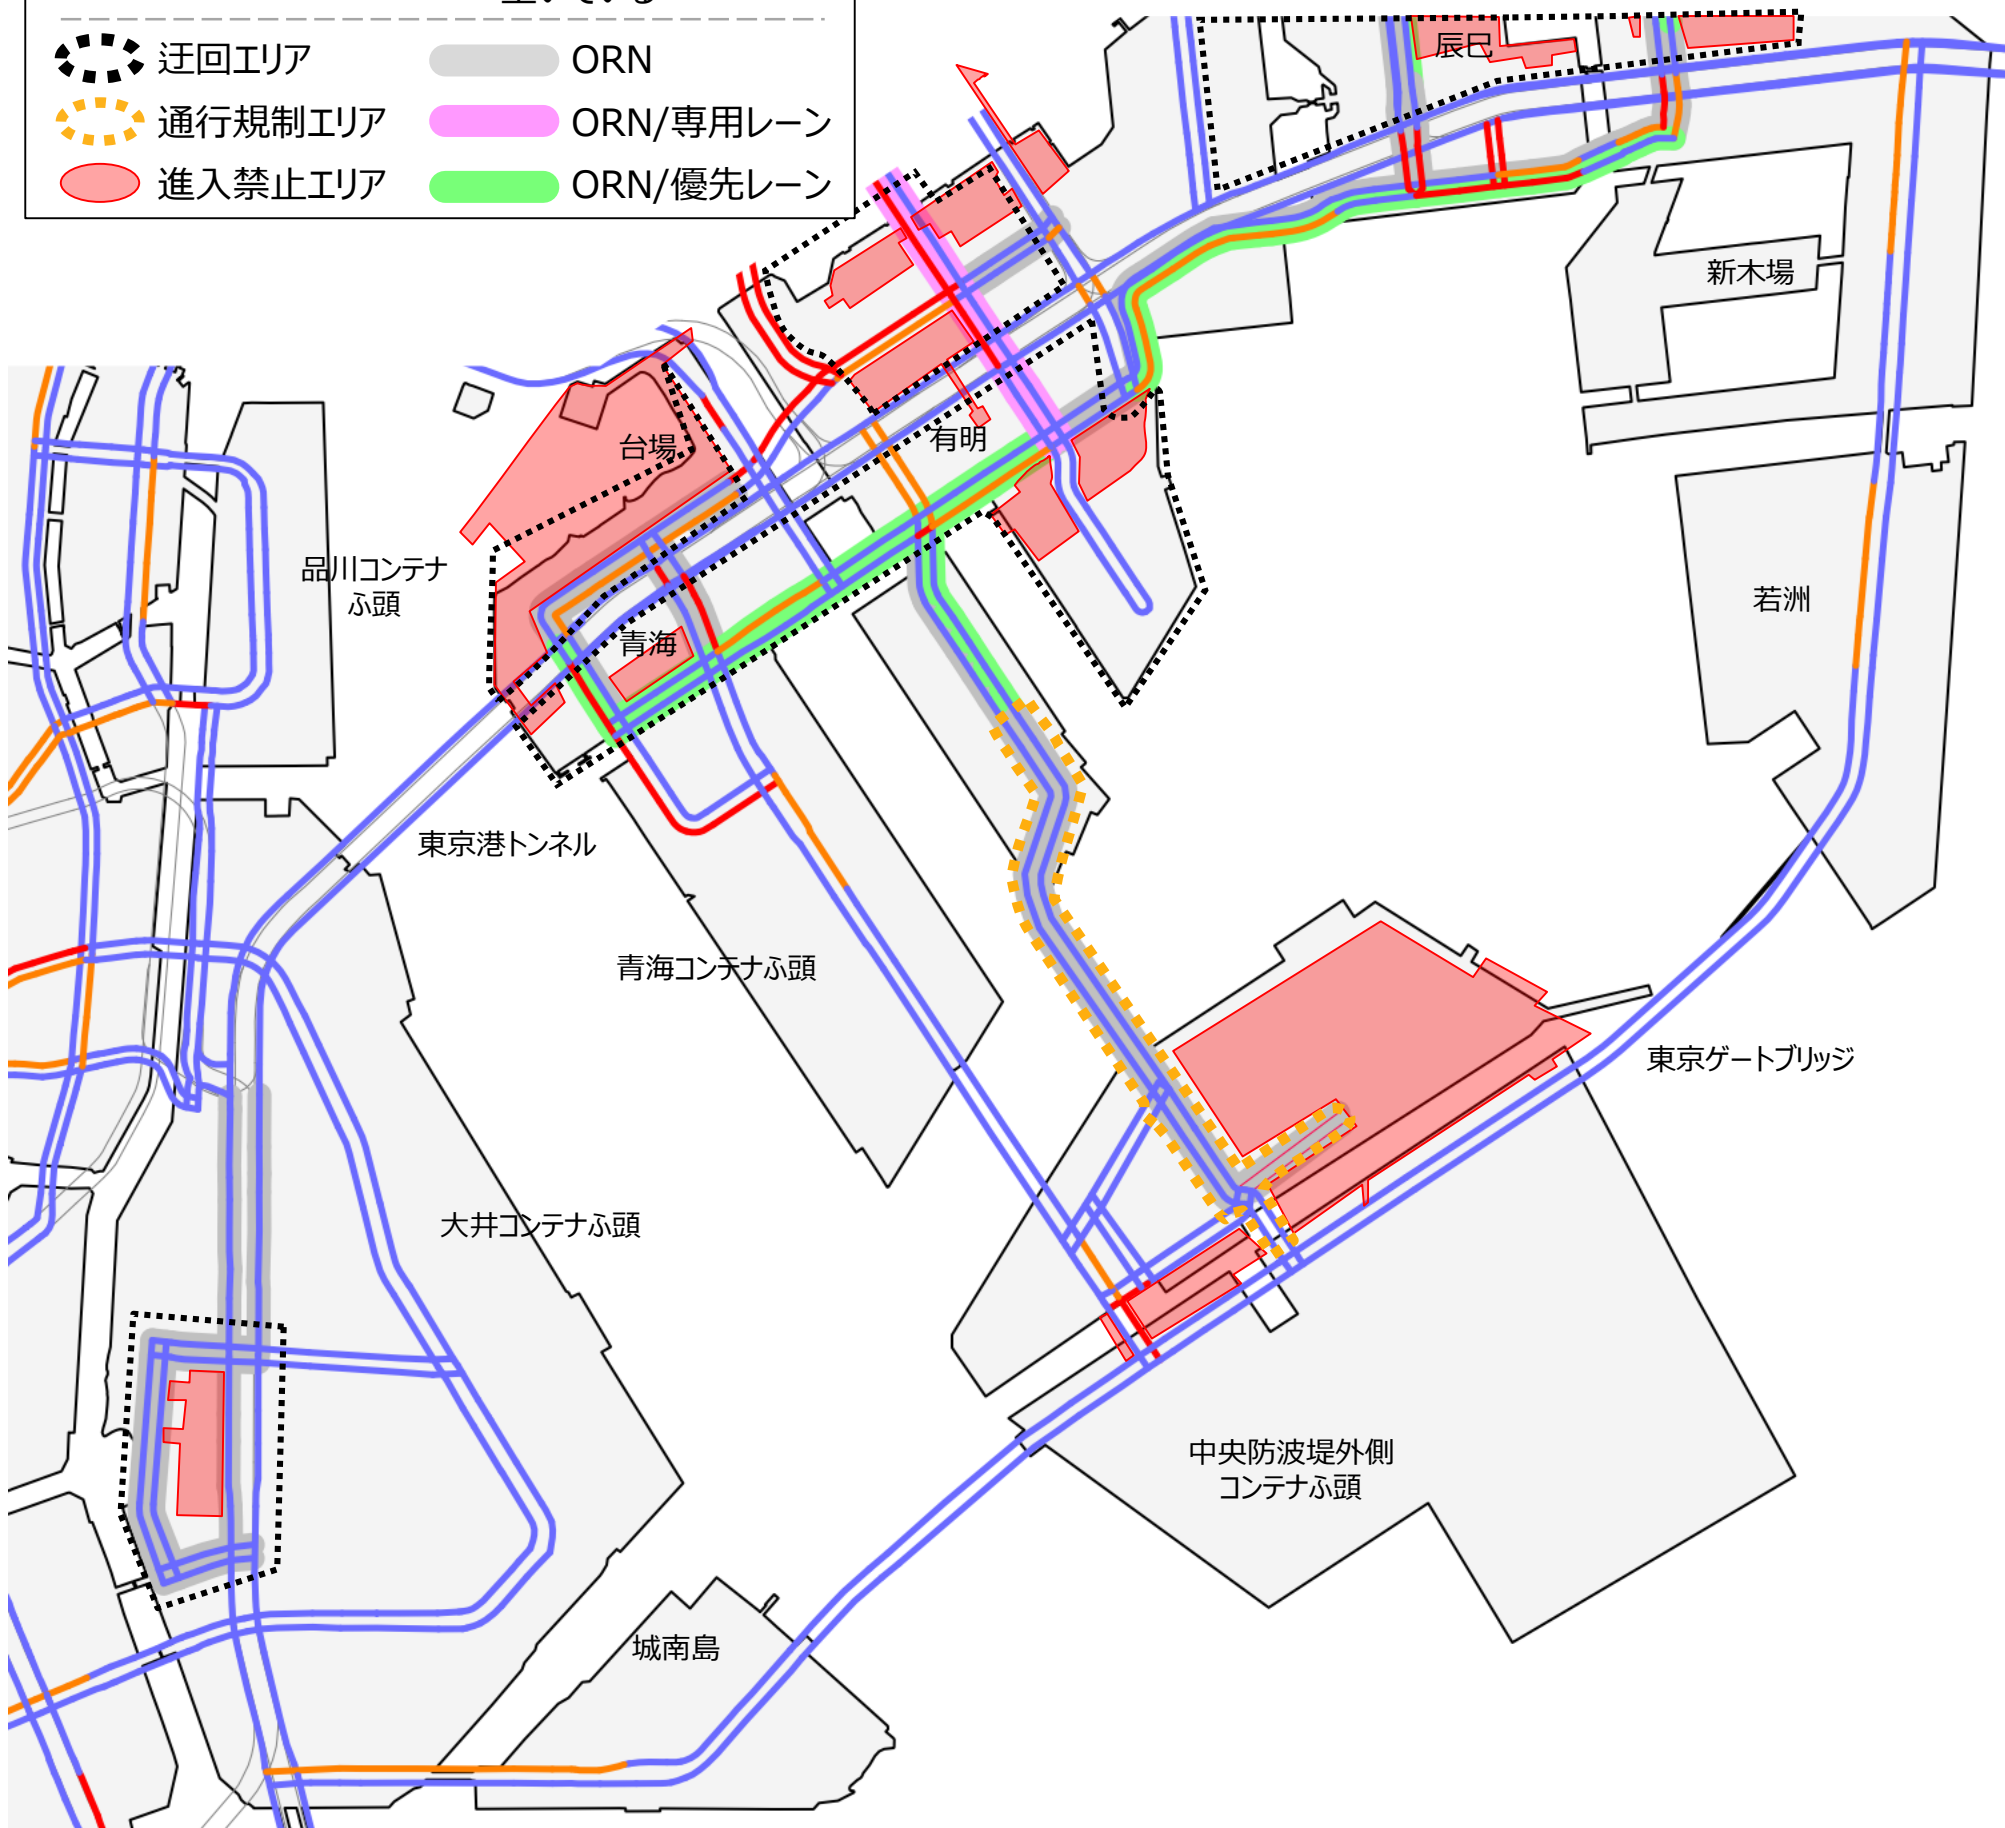 空いている
迂回エリア
ORN
通行規制エリア
ORN/専用レーン
進入禁止エリア
ORN/優先レーン
辰巳
新木場
有明
台場
品川コンテナ
ふ頭
青海
若洲
東京港トンネル
青海コンテナふ頭
東京ゲートブリッジ
大井コンテナふ頭
中央防波堤外側
コンテナふ頭
城南島